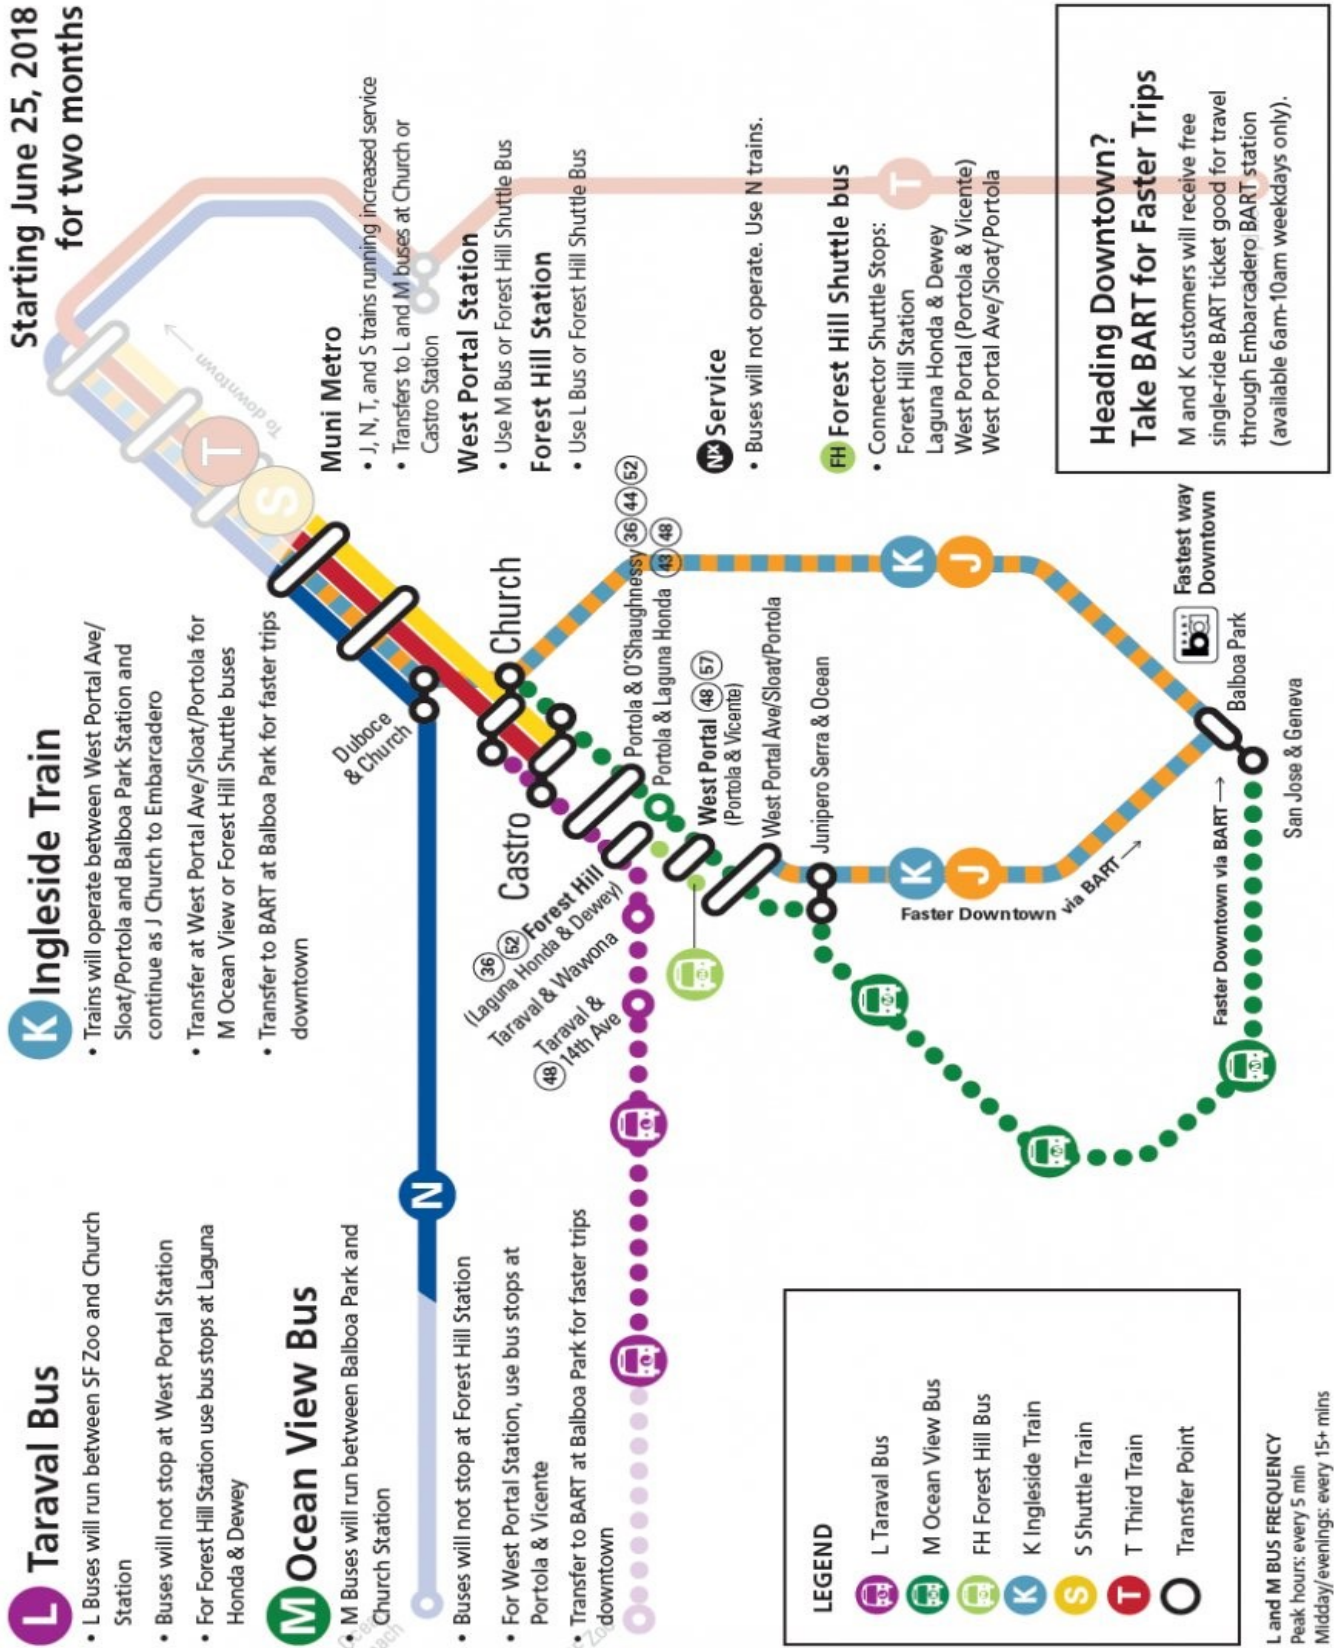 Starting June 25, 2018
for two months
L Taraval Bus
• L Buses will run between SF Zoo and Church
Station
• Buses will not stop at West Portal Station
• For Forest Hill Station use bus stops at Laguna
Honda & Dewey
M Ocean View Bus
• M Buses will run between Balboa Park and
Church Station
• Buses will not stop at Forest Hill Station
• For West Portal Station, use bus stops at
Portola & Vicente
• Transfer to BART at Balboa Park for faster trips
downtown
K Ingleside Train
• Trains will operate between West Portal Ave/
Sloat/Portola and Balboa Park Station and
continue as J Church to Embarcadero
• Transfer at West Portal Ave/Sloat/Portola for
M Ocean View or Forest Hill Shuttle buses
• Transfer to BART at Balboa Park for faster trips
downtown
Muni Metro
• J, N, T, and S trains running increased service
• Transfers to L and M buses at Church or
Castro Station
West Portal Station
• Use M Bus or Forest Hill Shuttle Bus
Forest Hill Station
• Use L Bus or Forest Hill Shuttle Bus
NX Service
• Buses will not operate. Use N trains.
FH Forest Hill Shuttle bus
• Connector Shuttle Stops:
Forest Hill Station
Laguna Honda & Dewey
West Portal (Portola & Vicente)
West Portal Ave/Sloat/Portola
Heading Downtown?
Take BART for Faster Trips
M and K customers will receive free
single-ride BART ticket good for travel
through Embarcadero BART station
(available 6am-10am weekdays only).
To downtown
T
S
T
N
Duboce
& Church
Church
Castro
36 52 Forest Hill
(Laguna Honda & Dewey)
Taraval & Wawona
Taraval &
48 14th Ave
Portola & O'Shaughnessy 36 44 52
Portola & Laguna Honda 43 48
West Portal 48 57
(Portola & Vicente)
West Portal Ave/Sloat/Portola
Junipero Serra & Ocean
K
J
K
J
Faster Downtown via BART →
Faster Downtown via BART →
BART
Fastest way
Downtown
Balboa Park
San Jose & Geneva
Zoo
LEGEND
L Taraval Bus
M Ocean View Bus
FH Forest Hill Bus
K K Ingleside Train
S S Shuttle Train
T T Third Train
Transfer Point
L and M BUS FREQUENCY
Peak hours: every 5 min
Midday/evenings: every 15+ mins